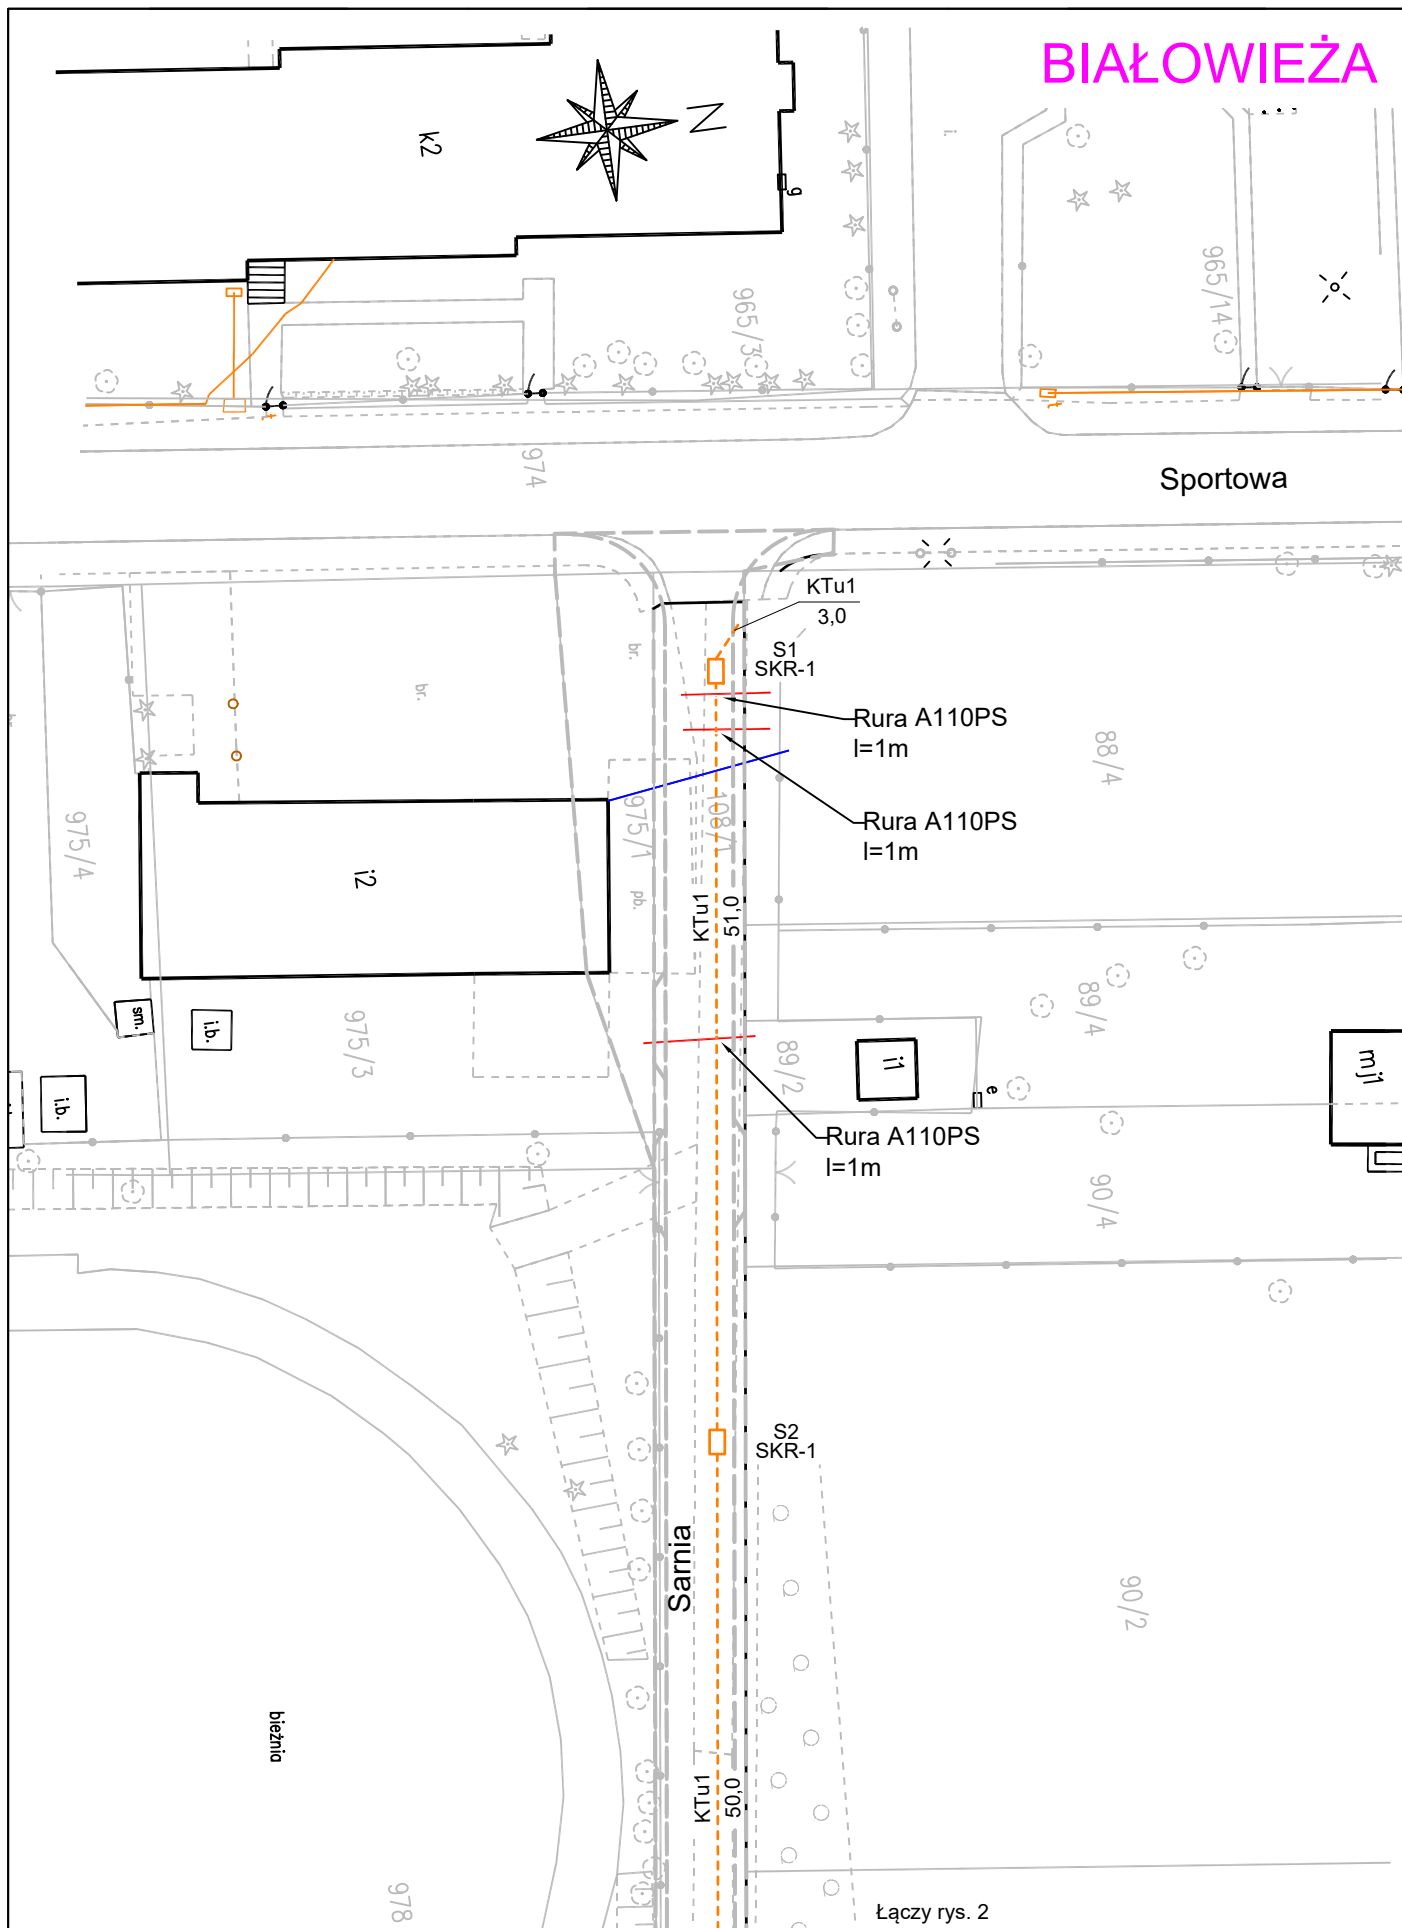 BIAŁOWIEŻA
N
k2
g
i.
965/3
965/14
t
t
974
Sportowa
KTu1
3,0
S1
SKR-1
br.
br.
Rura A110PS
l=1m
Rura A110PS
l=1m
88/4
975/4
975/1
108/1
i2
pb.
KTu1
51,0
sm.
i.b.
i.b.
975/3
89/4
89/2
i1
e
mj1
Rura A110PS
l=1m
90/4
S2
SKR-1
Sarnia
90/2
bieżnia
KTu1
50,0
978
Łączy rys. 2